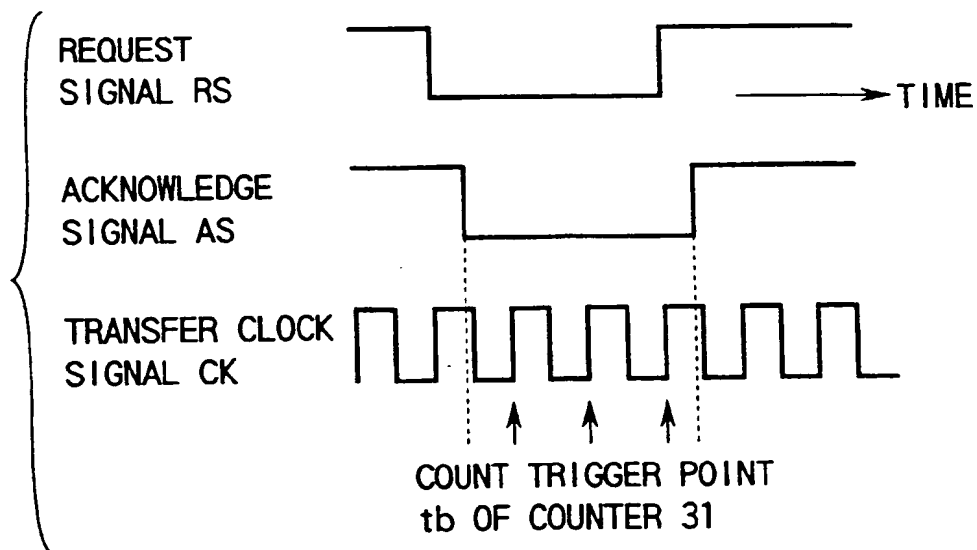 REQUEST
SIGNAL RS
TIME
ACKNOWLEDGE
SIGNAL AS
TRANSFER CLOCK
SIGNAL CK
COUNT TRIGGER POINT
tb OF COUNTER 31